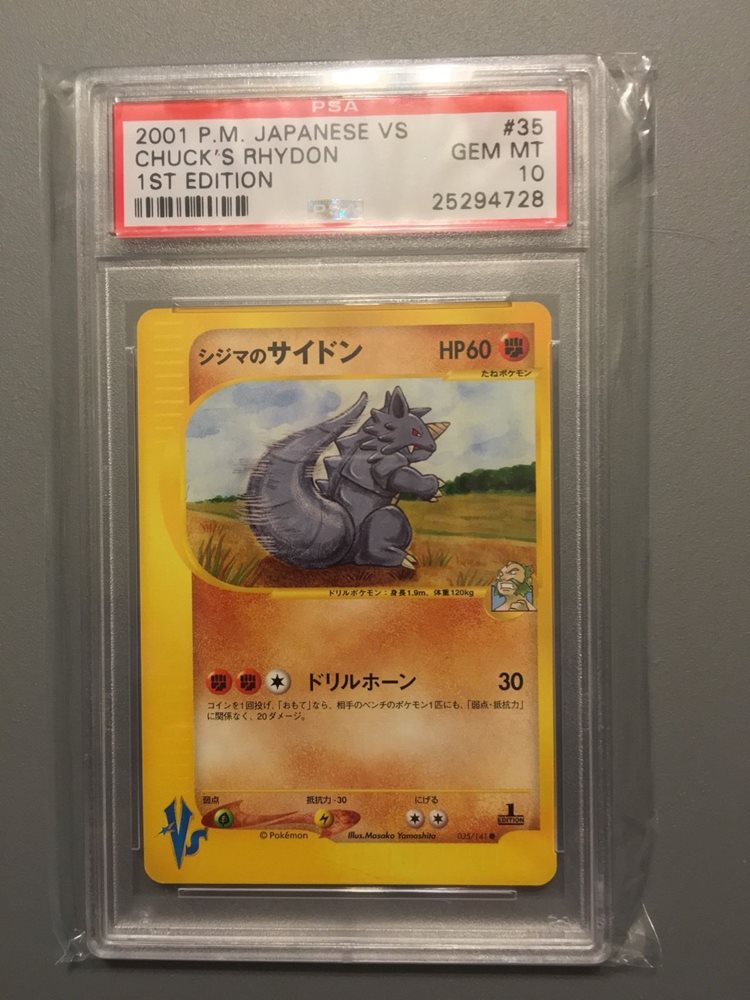 PSA
2001 P.M. JAPANESE VS #35
CHUCK'S RHYDON GEM MT
1ST EDITION 10
PSA 25294728
シジマのサイドン HP60
たねポケモン
ドリルポケモン：身長1.9m、体重120kg
ドリルホーン 30
コインを1回投げ、「おもて」なら、相手のベンチのポケモン1匹にも、「弱点・抵抗力」
に関係なく、20ダメージ。
弱点 抵抗力-30 にげる
1
EDITION
VS
©Pokémon Illus.Masako Yamashita 035/141